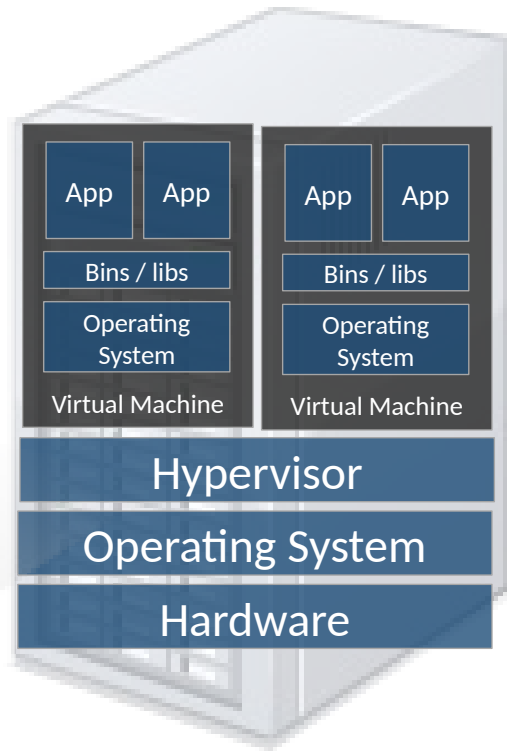 App
App
Bins / libs
Operating
System
Virtual Machine
App
App
Bins / libs
Operating
System
Virtual Machine
Hypervisor
Operating System
Hardware